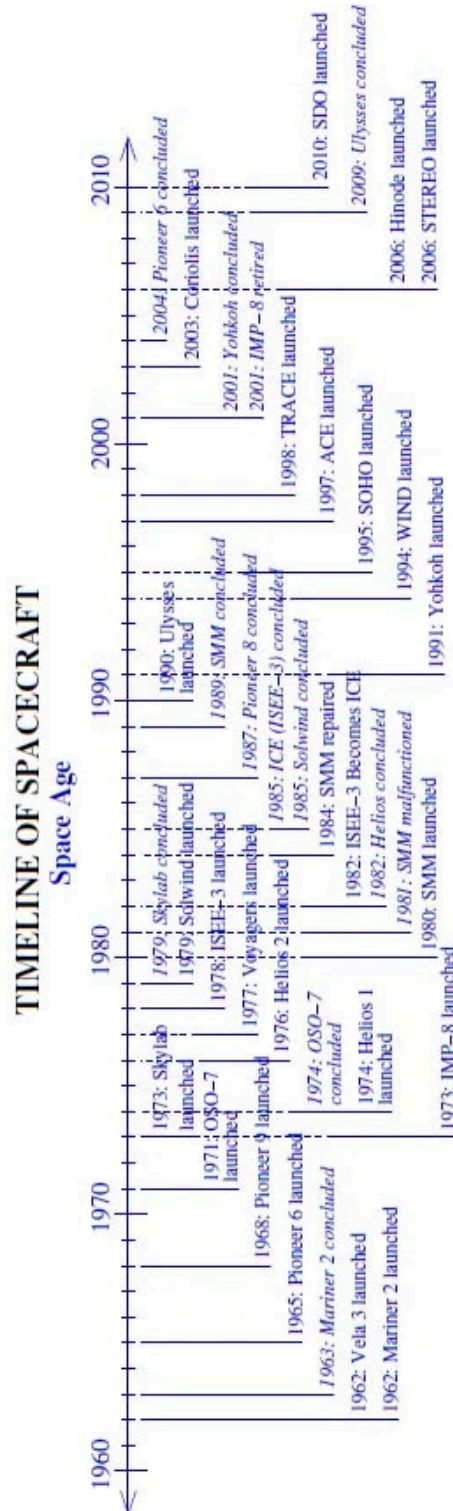 TIMELINE OF SPACECRAFT
Space Age
1960
1970
1980
1990
2000
2010
1973: Skylab
launched
1979: Skylab concluded
1990: Ulysses
launched
2004: Pioneer 6 concluded
1971: OSO-7
launched
1979: Solwind launched
1989: SMM concluded
2003: Coriolis launched
1968: Pioneer 9 launched
1978: ISEE-3 launched
1987: Pioneer 8 concluded
2001: Yohkoh concluded
1965: Pioneer 6 launched
1977: Voyagers launched
1985: ICE (ISEE-3) concluded
2001: IMP-8 retired
1963: Mariner 2 concluded
1976: Helios 2 launched
1985: Solwind concluded
1998: TRACE launched
2010: SDO launched
1962: Vela 3 launched
1974: OSO-7
concluded
1984: SMM repaired
1997: ACE launched
2009: Ulysses concluded
1962: Mariner 2 launched
1974: Helios 1
launched
1982: ISEE-3 Becomes ICE
1995: SOHO launched
2006: Hinode launched
1973: IMP-8 launched
1982: Helios concluded
1994: WIND launched
2006: STEREO launched
1981: SMM malfunctioned
1991: Yohkoh launched
1980: SMM launched